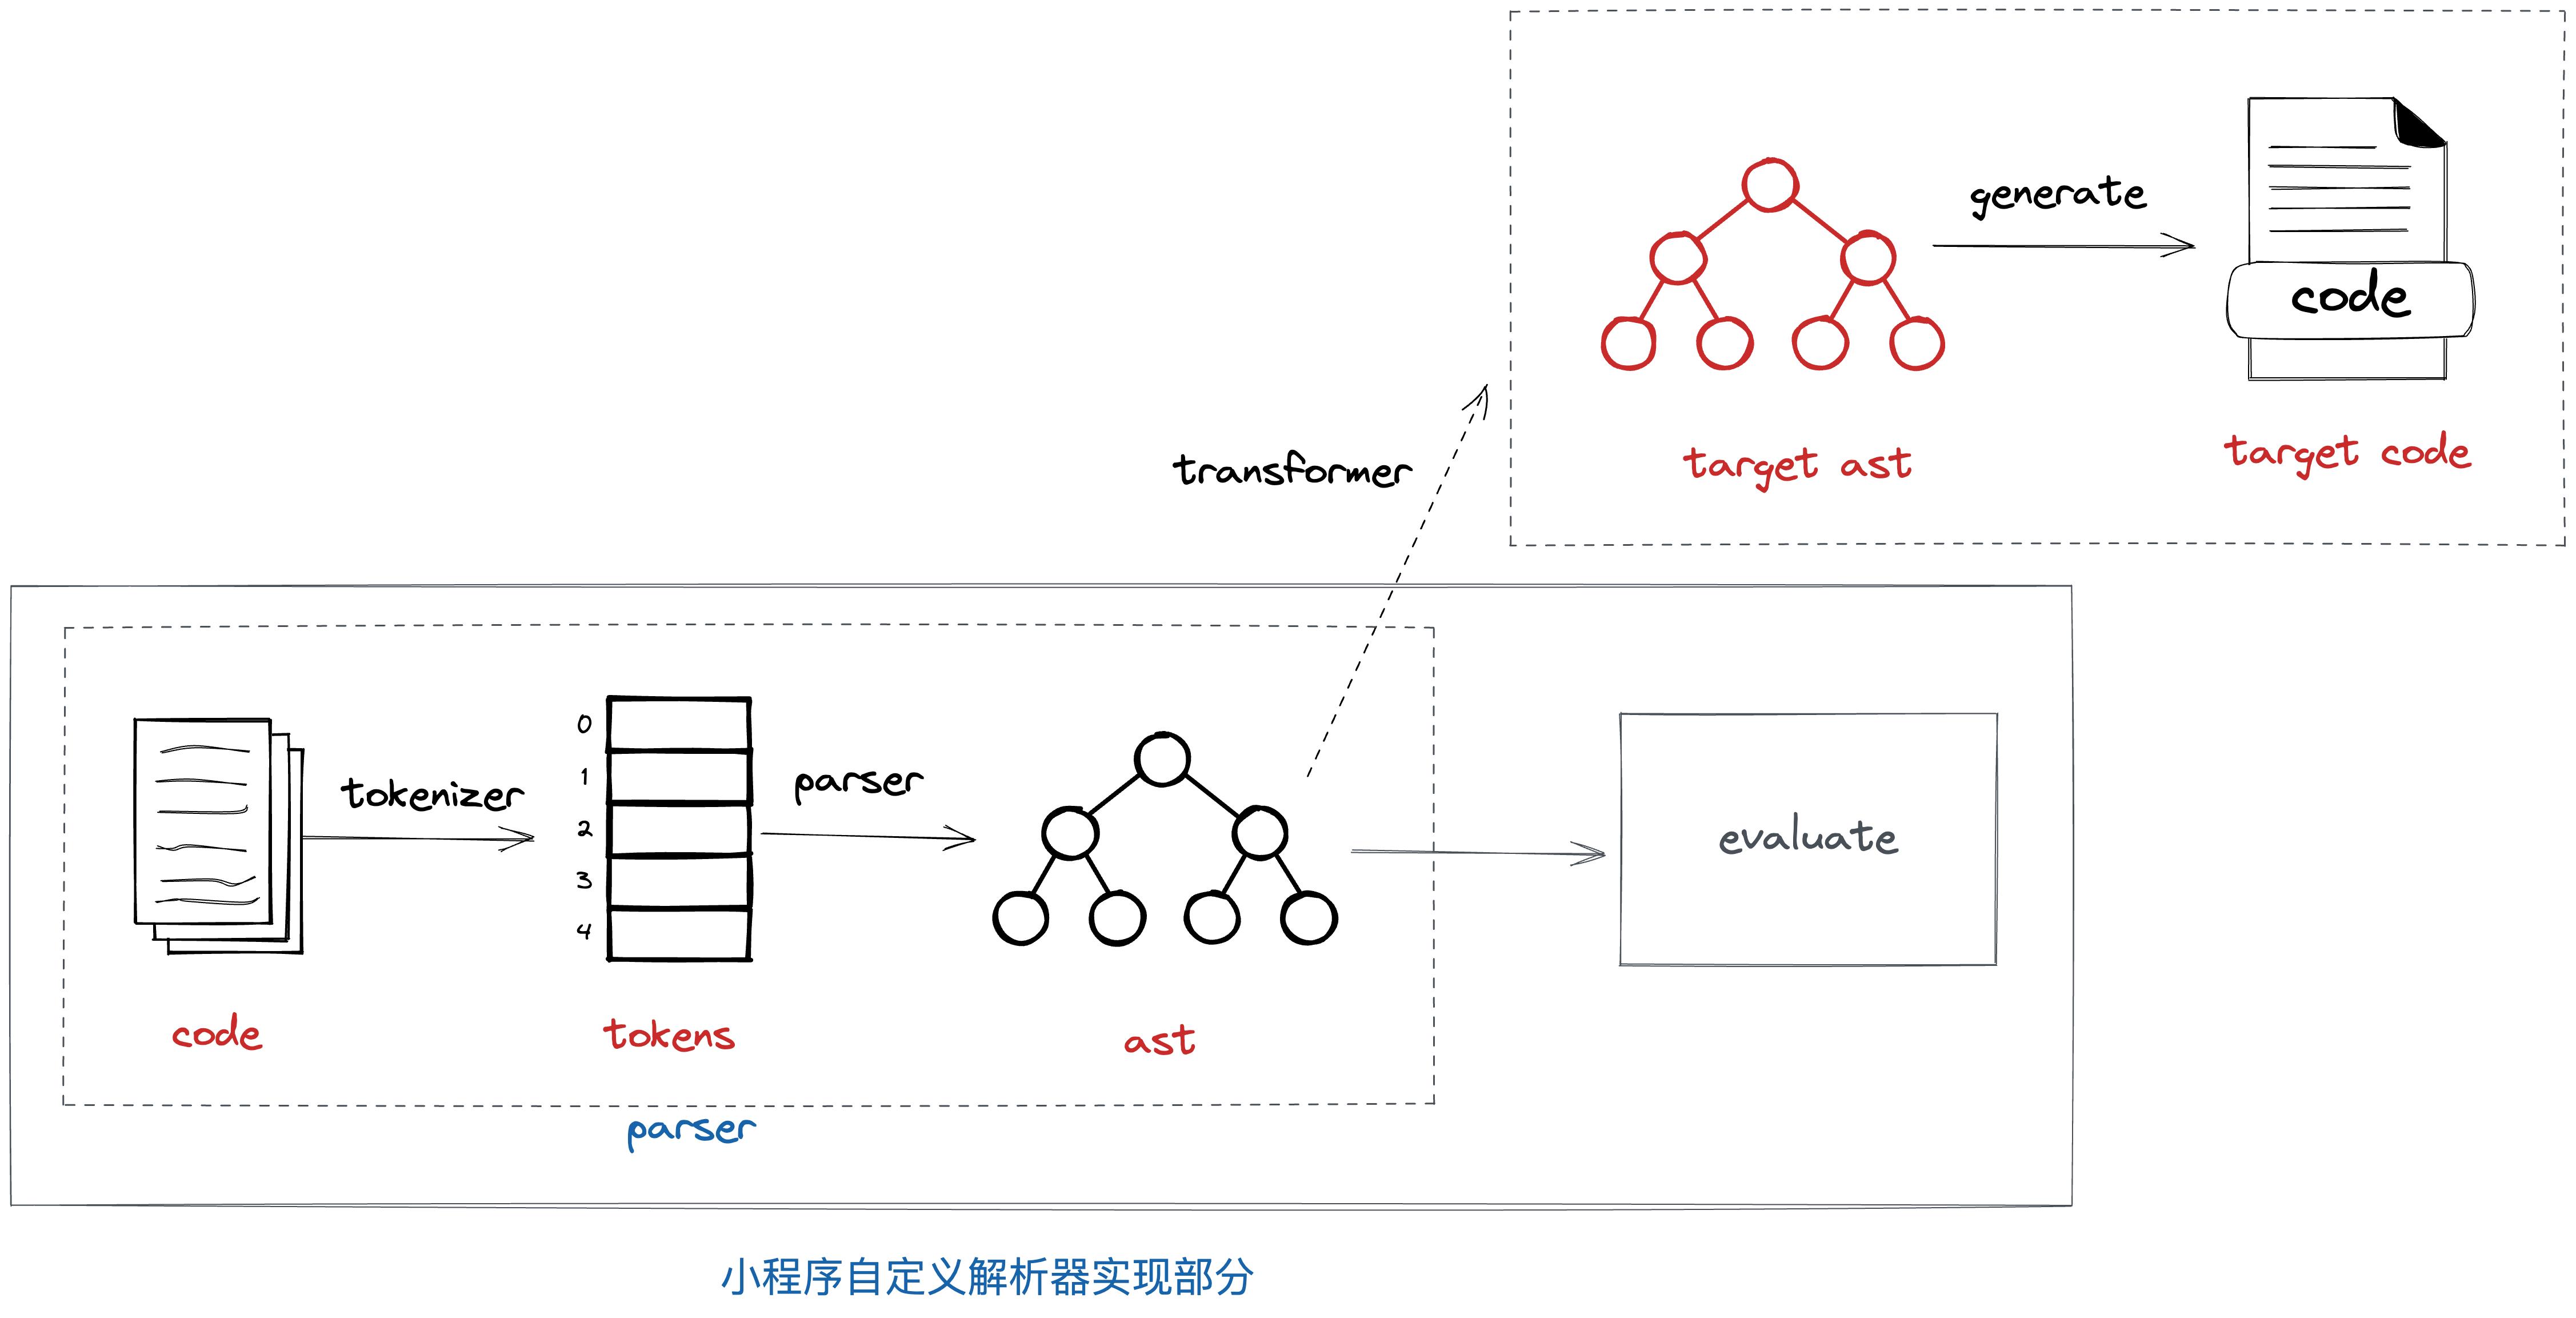 generate
code
target ast
target code
transformer
tokenizer
0
1
2
3
4
parser
evaluate
code
tokens
ast
parser
小程序自定义解析器实现部分